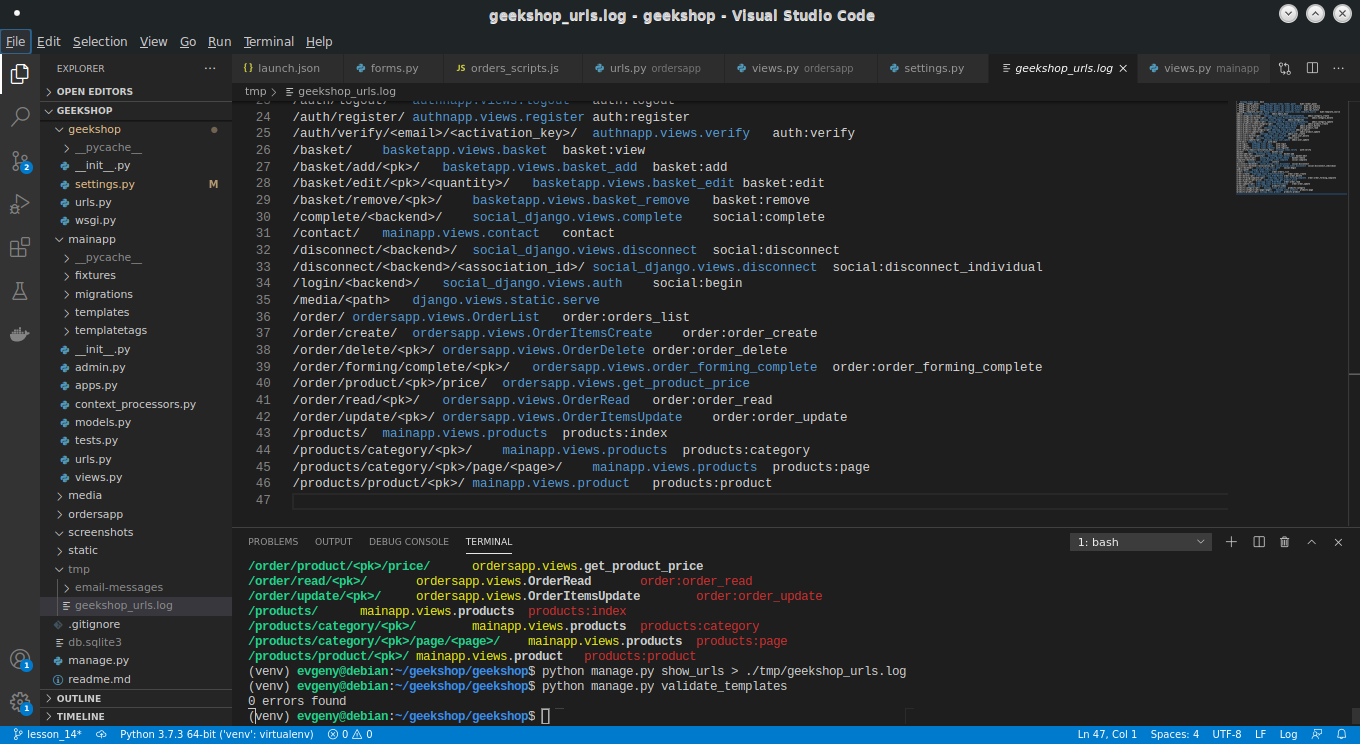 geekshop_urls.log - geekshop - Visual Studio Code
File Edit Selection View Go Run Terminal Help
EXPLORER ···
launch.json forms.py JS orders_scripts.js urls.py ordersapp views.py ordersapp settings.py geekshop_urls.log views.py mainapp
OPEN EDITORS
tmp > geekshop_urls.log
GEEKSHOP
geekshop
__pycache__
__init__.py
settings.py M
urls.py
wsgi.py
mainapp
__pycache__
fixtures
migrations
templates
templatetags
__init__.py
admin.py
apps.py
context_processors.py
models.py
tests.py
urls.py
views.py
media
ordersapp
screenshots
static
tmp
email-messages
geekshop_urls.log
.gitignore
db.sqlite3
manage.py
readme.md
OUTLINE
TIMELINE
2
1
1
23 /auth/logout/ authnapp.views.logout auth:logout
24 /auth/register/ authnapp.views.register auth:register
25 /auth/verify/<email>/<activation_key>/ authnapp.views.verify auth:verify
26 /basket/ basketapp.views.basket basket:view
27 /basket/add/<pk>/ basketapp.views.basket_add basket:add
28 /basket/edit/<pk>/<quantity>/ basketapp.views.basket_edit basket:edit
29 /basket/remove/<pk>/ basketapp.views.basket_remove basket:remove
30 /complete/<backend>/ social_django.views.complete social:complete
31 /contact/ mainapp.views.contact contact
32 /disconnect/<backend>/ social_django.views.disconnect social:disconnect
33 /disconnect/<backend>/<association_id>/ social_django.views.disconnect social:disconnect_individual
34 /login/<backend>/ social_django.views.auth social:begin
35 /media/<path> django.views.static.serve
36 /order/ ordersapp.views.OrderList order:orders_list
37 /order/create/ ordersapp.views.OrderItemsCreate order:order_create
38 /order/delete/<pk>/ ordersapp.views.OrderDelete order:order_delete
39 /order/forming/complete/<pk>/ ordersapp.views.order_forming_complete order:order_forming_complete
40 /order/product/<pk>/price/ ordersapp.views.get_product_price
41 /order/read/<pk>/ ordersapp.views.OrderRead order:order_read
42 /order/update/<pk>/ ordersapp.views.OrderItemsUpdate order:order_update
43 /products/ mainapp.views.products products:index
44 /products/category/<pk>/ mainapp.views.products products:category
45 /products/category/<pk>/page/<page>/ mainapp.views.products products:page
46 /products/product/<pk>/ mainapp.views.product products:product
47
PROBLEMS OUTPUT DEBUG CONSOLE TERMINAL 1: bash
/order/product/<pk>/price/ ordersapp.views.get_product_price
/order/read/<pk>/ ordersapp.views.OrderRead order:order_read
/order/update/<pk>/ ordersapp.views.OrderItemsUpdate order:order_update
/products/ mainapp.views.products products:index
/products/category/<pk>/ mainapp.views.products products:category
/products/category/<pk>/page/<page>/ mainapp.views.products products:page
/products/product/<pk>/ mainapp.views.product products:product
(venv) evgeny@debian:~/geekshop/geekshop$ python manage.py show_urls > ./tmp/geekshop_urls.log
(venv) evgeny@debian:~/geekshop/geekshop$ python manage.py validate_templates
0 errors found
(venv) evgeny@debian:~/geekshop/geekshop$
lesson_14* Python 3.7.3 64-bit ('venv': virtualenv) 0 0 Ln 47, Col 1 Spaces: 4 UTF-8 LF Log